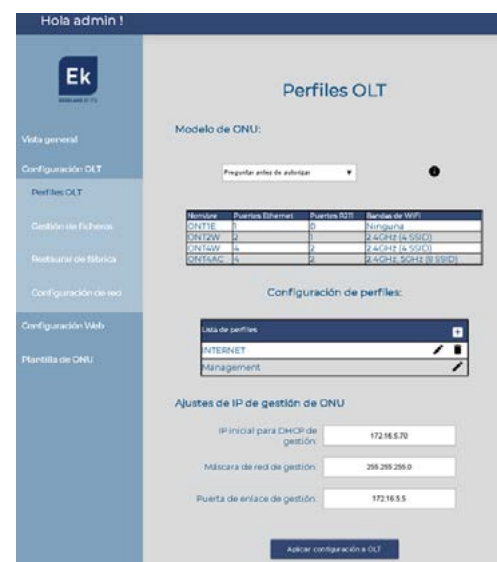 Hola admin !
Ek
Vista general
Configuración OLT
Perfiles OLT
Gestión de ficheros
Restaurar de fábrica
Configuración de red
Configuración Web
Plantilla de ONU
Perfiles OLT
Modelo de ONU:
Preguntar antes de autorizar
Nombre Puertos Ethernet Puertos RJ11 Bandas de WiFi
ONT1E 1 0 Ninguna
ONT2W 2 1 2.4GHz (4 SSID)
ONT4W 4 2 2.4GHz (4 SSID)
ONT4AC 4 2 2.4GHz, 5GHz (8 SSID)
Configuración de perfiles:
Lista de perfiles
INTERNET
Management
Ajustes de IP de gestión de ONU
IP inicial para DHCP de
gestión:
172.16.5.70
Máscara de red de gestión:
255.255.255.0
Puerta de enlace de gestión:
172.16.5.5
Aplicar configuración a OLT